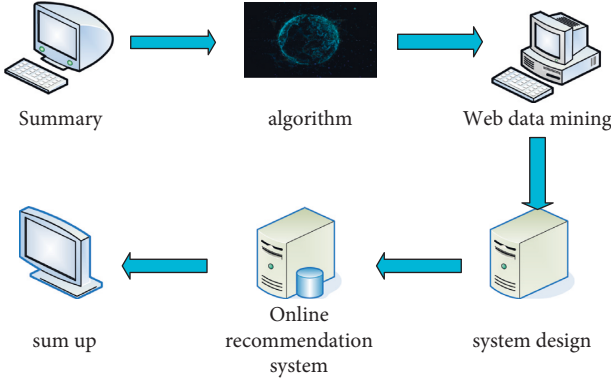 Summary
algorithm
Web data mining
sum up
Online
recommendation
system
system design